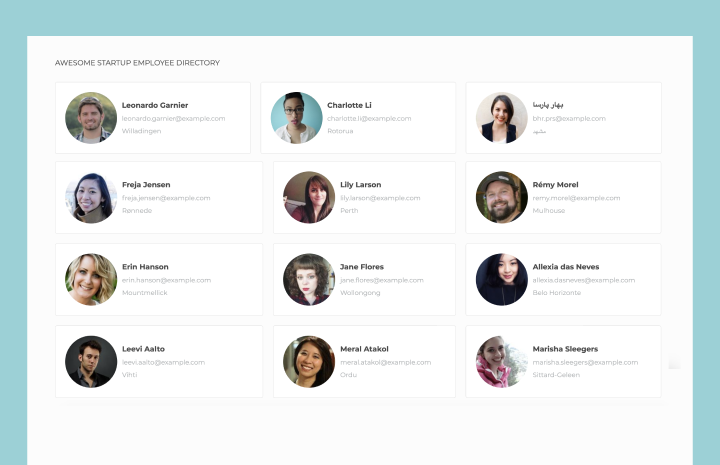 AWESOME STARTUP EMPLOYEE DIRECTORY
Leonardo Garnier
leonardo.garnier@example.com
Willadingen
Charlotte Li
charlotte.li@example.com
Rotorua
بهار پارسا
bhr.prs@example.com
مشهد
Freja Jensen
freja.jensen@example.com
Rønnede
Lily Larson
lily.larson@example.com
Perth
Rémy Morel
remy.morel@example.com
Mulhouse
Erin Hanson
erin.hanson@example.com
Mountmellick
Jane Flores
jane.flores@example.com
Wollongong
Allexia das Neves
allexia.dasneves@example.com
Belo Horizonte
Leevi Aalto
leevi.aalto@example.com
Vihti
Meral Atakol
meral.atakol@example.com
Ordu
Marisha Sleegers
marisha.sleegers@example.com
Sittard-Geleen